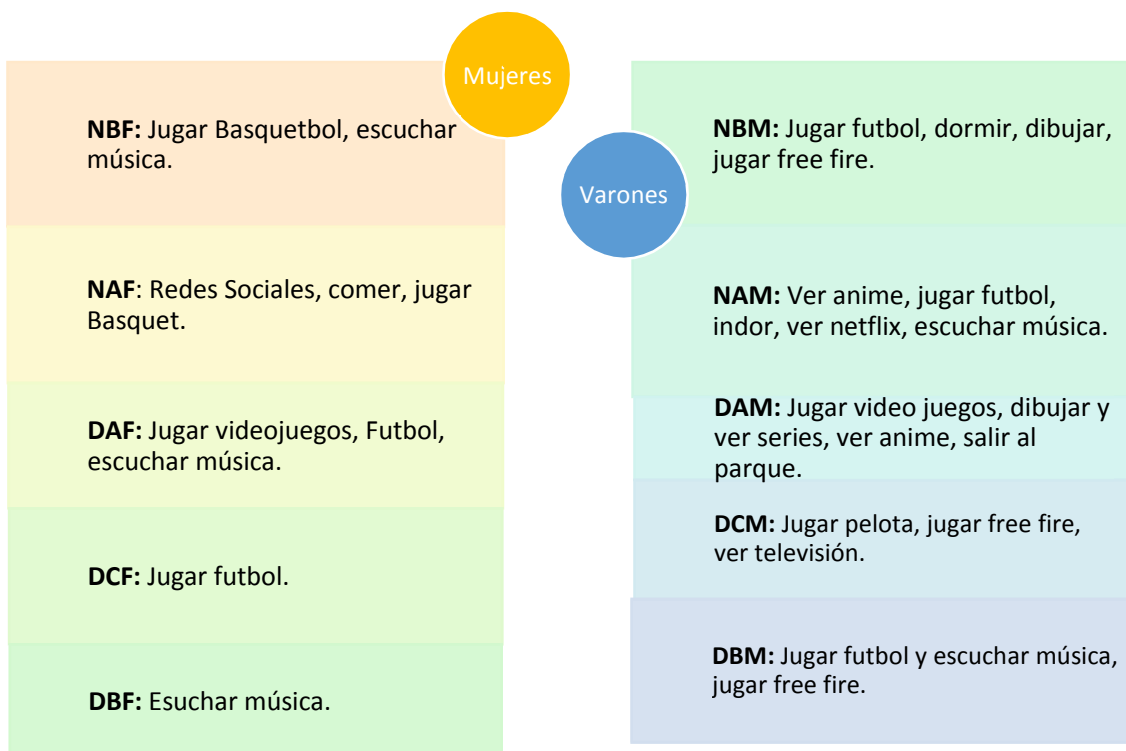 Mujeres
NBF: Jugar Basquetbol, escuchar
música.
NAF: Redes Sociales, comer, jugar
Basquet.
DAF: Jugar videojuegos, Futbol,
escuchar música.
DCF: Jugar futbol.
DBF: Esuchar música.
Varones
NBM: Jugar futbol, dormir, dibujar,
jugar free fire.
NAM: Ver anime, jugar futbol,
indor, ver netflix, escuchar música.
DAM: Jugar video juegos, dibujar y
ver series, ver anime, salir al
parque.
DCM: Jugar pelota, jugar free fire,
ver televisión.
DBM: Jugar futbol y escuchar música,
jugar free fire.